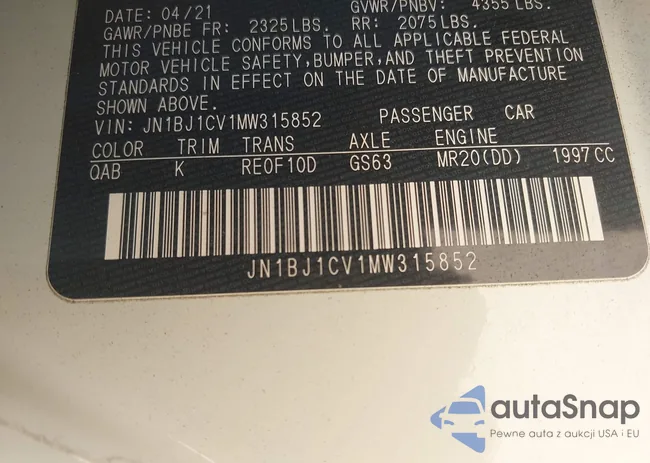 DATE: 04/21 GVWR/PNBV: 4355 LBS.
GAWR/PNBE FR: 2325 LBS. RR: 2075 LBS.
THIS VEHICLE CONFORMS TO ALL APPLICABLE FEDERAL
MOTOR VEHICLE SAFETY, BUMPER, AND THEFT PREVENTION
STANDARDS IN EFFECT ON THE DATE OF MANUFACTURE
SHOWN ABOVE.
VIN: JN1BJ1CV1MW315852 PASSENGER CAR
COLOR TRIM TRANS AXLE ENGINE
QAB K RE0F10D GS63 MR20(DD) 1997CC
JN1BJ1CV1MW315852
autaSnap
Pewne auta z aukcji USA i EU